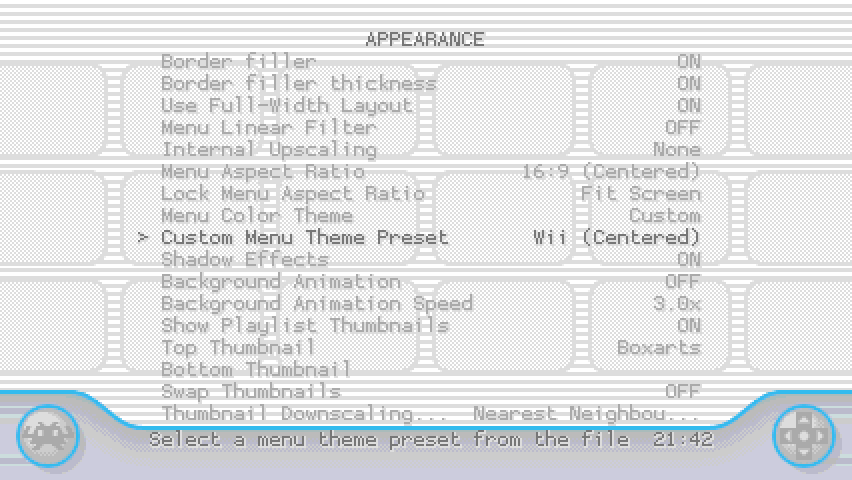 APPEARANCE
Border filler ON
Border filler thickness ON
Use Full-Width Layout ON
Menu Linear Filter OFF
Internal Upscaling None
Menu Aspect Ratio 16:9 (Centered)
Lock Menu Aspect Ratio Fit Screen
Menu Color Theme Custom
> Custom Menu Theme Preset Wii (Centered)
Shadow Effects ON
Background Animation OFF
Background Animation Speed 3.0x
Show Playlist Thumbnails ON
Top Thumbnail Boxarts
Bottom Thumbnail
Swap Thumbnails OFF
Thumbnail Downscaling... Nearest Neighbou...
Select a menu theme preset from the file 21:42